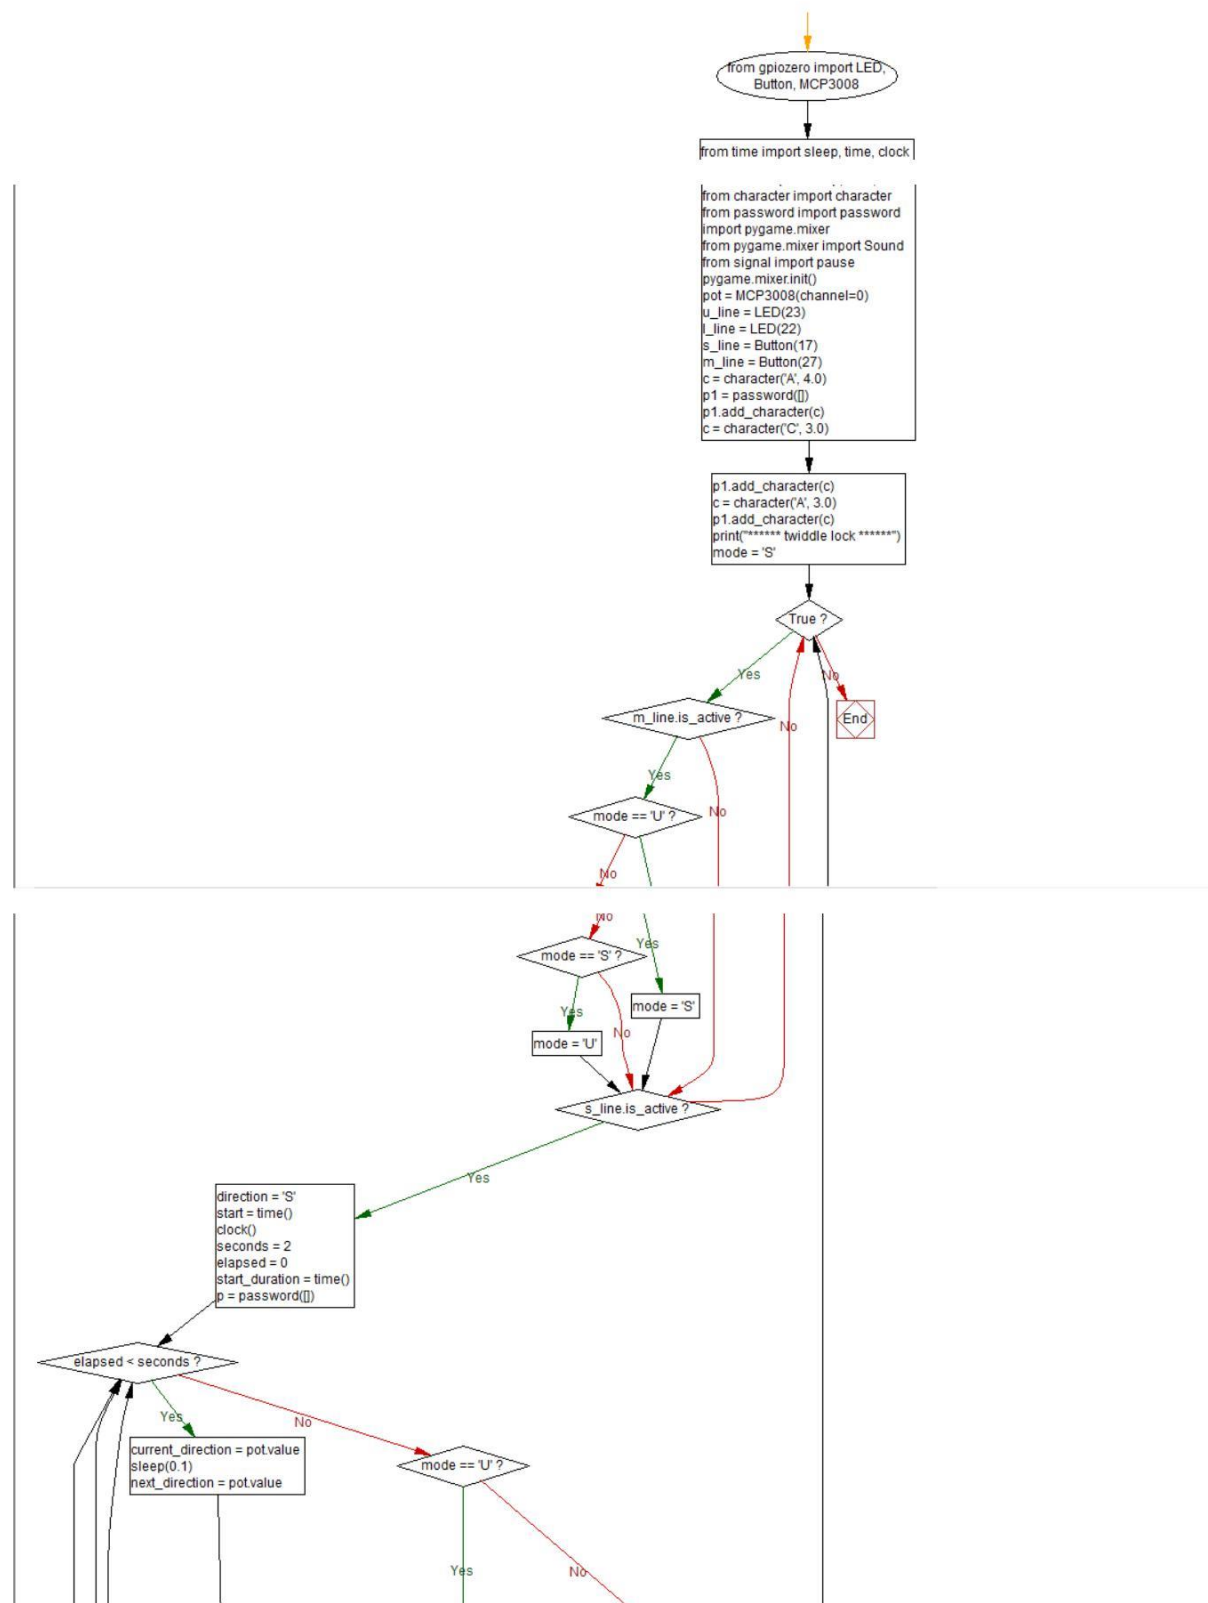 from gpiozero import LED,
Button, MCP3008
from time import sleep, time, clock
from character import character
from password import password
import pygame.mixer
from pygame.mixer import Sound
from signal import pause
pygame.mixer.init()
pot = MCP3008(channel=0)
u_line = LED(23)
l_line = LED(22)
s_line = Button(17)
m_line = Button(27)
c = character('A', 4.0)
p1 = password([])
p1.add_character(c)
c = character('C', 3.0)
p1.add_character(c)
c = character('A', 3.0)
p1.add_character(c)
print("****** twiddle lock ******")
mode = 'S'
True ?
Yes
No
m_line.is_active ?
End
No
Yes
No
mode == 'U' ?
No
No
Yes
mode == 'S' ?
mode = 'S'
Yes
No
mode = 'U'
s_line.is_active ?
Yes
direction = 'S'
start = time()
clock()
seconds = 2
elapsed = 0
start_duration = time()
p = password([])
elapsed < seconds ?
Yes
No
current_direction = pot.value
sleep(0.1)
next_direction = pot.value
mode == 'U' ?
Yes
No